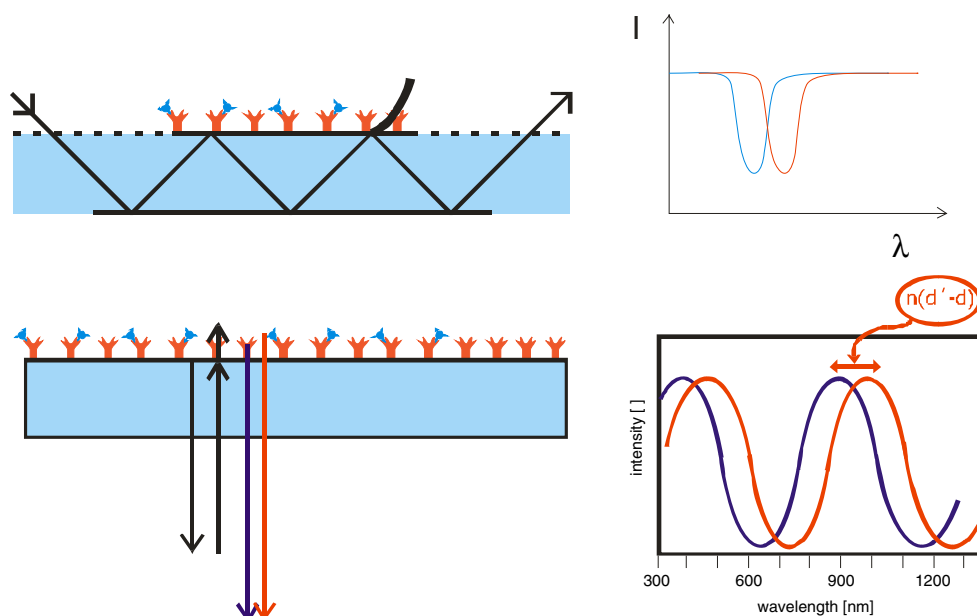 I
λ
n(d´-d)
intensity [ ]
300 600 900 1200
wavelength [nm]